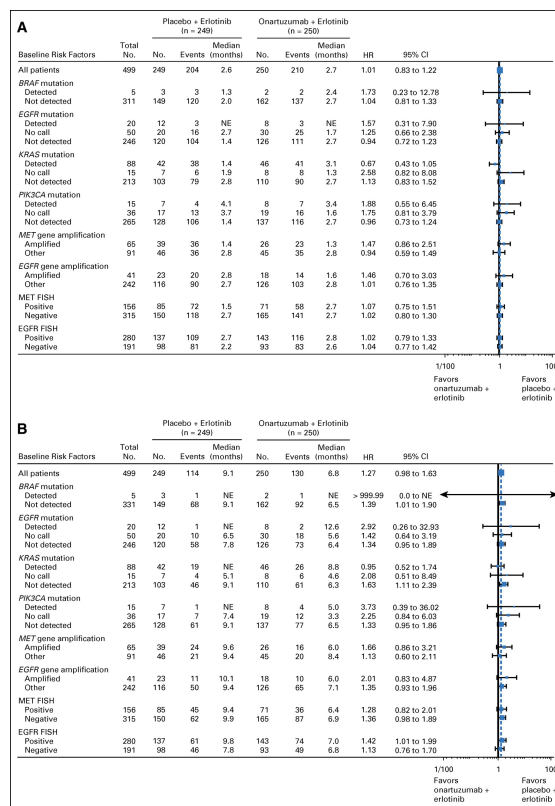 A
Placebo + Erlotinib Onartuzumab + Erlotinib
(n = 249) (n = 250)
Total Median Median
Baseline Risk Factors No. No. Events (months) No. Events (months) HR 95% CI
All patients 499 249 204 2.6 250 210 2.7 1.01 0.83 to 1.22
BRAF mutation
Detected 5 3 3 1.3 2 2 2.4 1.73 0.23 to 12.78
Not detected 311 149 120 2.0 162 137 2.7 1.04 0.81 to 1.33
EGFR mutation
Detected 20 12 3 NE 8 3 NE 1.57 0.31 to 7.90
No call 50 20 16 2.7 30 25 1.7 1.25 0.66 to 2.38
Not detected 246 120 104 1.4 126 111 2.7 0.94 0.72 to 1.23
KRAS mutation
Detected 88 42 38 1.4 46 41 3.1 0.67 0.43 to 1.05
No call 15 7 6 1.9 8 8 1.3 2.58 0.82 to 8.08
Not detected 213 103 79 2.8 110 90 2.7 1.13 0.83 to 1.52
PIK3CA mutation
Detected 15 7 4 4.1 8 7 3.4 1.88 0.55 to 6.45
No call 36 17 13 3.7 19 16 1.6 1.75 0.81 to 3.79
Not detected 265 128 106 1.4 137 116 2.7 0.96 0.73 to 1.24
MET gene amplification
Amplified 65 39 36 1.4 26 23 1.3 1.47 0.86 to 2.51
Other 91 46 36 2.8 45 35 2.8 0.94 0.59 to 1.49
EGFR gene amplification
Amplified 41 23 20 2.8 18 14 1.6 1.46 0.70 to 3.03
Other 242 116 90 2.7 126 103 2.8 1.01 0.76 to 1.35
MET FISH
Positive 156 85 72 1.5 71 58 2.7 1.07 0.75 to 1.51
Negative 315 150 118 2.7 165 141 2.7 1.02 0.80 to 1.30
EGFR FISH
Positive 280 137 109 2.7 143 116 2.8 1.02 0.79 to 1.33
Negative 191 98 81 2.2 93 83 2.6 1.04 0.77 to 1.42
1/100 1 100
Favors Favors
onartuzumab + placebo +
erlotinib erlotinib
B
Placebo + Erlotinib Onartuzumab + Erlotinib
(n = 249) (n = 250)
Total Median Median
Baseline Risk Factors No. No. Events (months) No. Events (months) HR 95% CI
All patients 499 249 114 9.1 250 130 6.8 1.27 0.98 to 1.63
BRAF mutation
Detected 5 3 1 NE 2 1 NE > 999.99 0.0 to NE
Not detected 331 149 68 9.1 162 92 6.5 1.39 1.01 to 1.90
EGFR mutation
Detected 20 12 1 NE 8 2 12.6 2.92 0.26 to 32.93
No call 50 20 10 6.5 30 18 5.6 1.42 0.64 to 3.19
Not detected 246 120 58 7.8 126 73 6.4 1.34 0.95 to 1.89
KRAS mutation
Detected 88 42 19 NE 46 26 8.8 0.95 0.52 to 1.74
No call 15 7 4 5.1 8 6 4.6 2.08 0.51 to 8.49
Not detected 213 103 46 9.1 110 61 6.3 1.63 1.11 to 2.39
PIK3CA mutation
Detected 15 7 1 NE 8 4 5.0 3.73 0.39 to 36.02
No call 36 17 7 7.4 19 12 3.3 2.25 0.84 to 6.03
Not detected 265 128 61 9.1 137 77 6.5 1.33 0.95 to 1.86
MET gene amplification
Amplified 65 39 24 9.6 26 16 6.0 1.66 0.86 to 3.21
Other 91 46 21 9.4 45 20 8.4 1.13 0.60 to 2.11
EGFR gene amplification
Amplified 41 23 11 10.1 18 10 6.0 2.01 0.83 to 4.87
Other 242 116 50 9.4 126 65 7.1 1.35 0.93 to 1.96
MET FISH
Positive 156 85 45 9.4 71 36 6.4 1.28 0.82 to 2.01
Negative 315 150 62 9.9 165 87 6.9 1.36 0.98 to 1.89
EGFR FISH
Positive 280 137 61 9.8 143 74 7.0 1.42 1.01 to 1.99
Negative 191 98 46 7.8 93 49 6.8 1.13 0.76 to 1.70
1/100 1 100
Favors Favors
onartuzumab + placebo +
erlotinib erlotinib